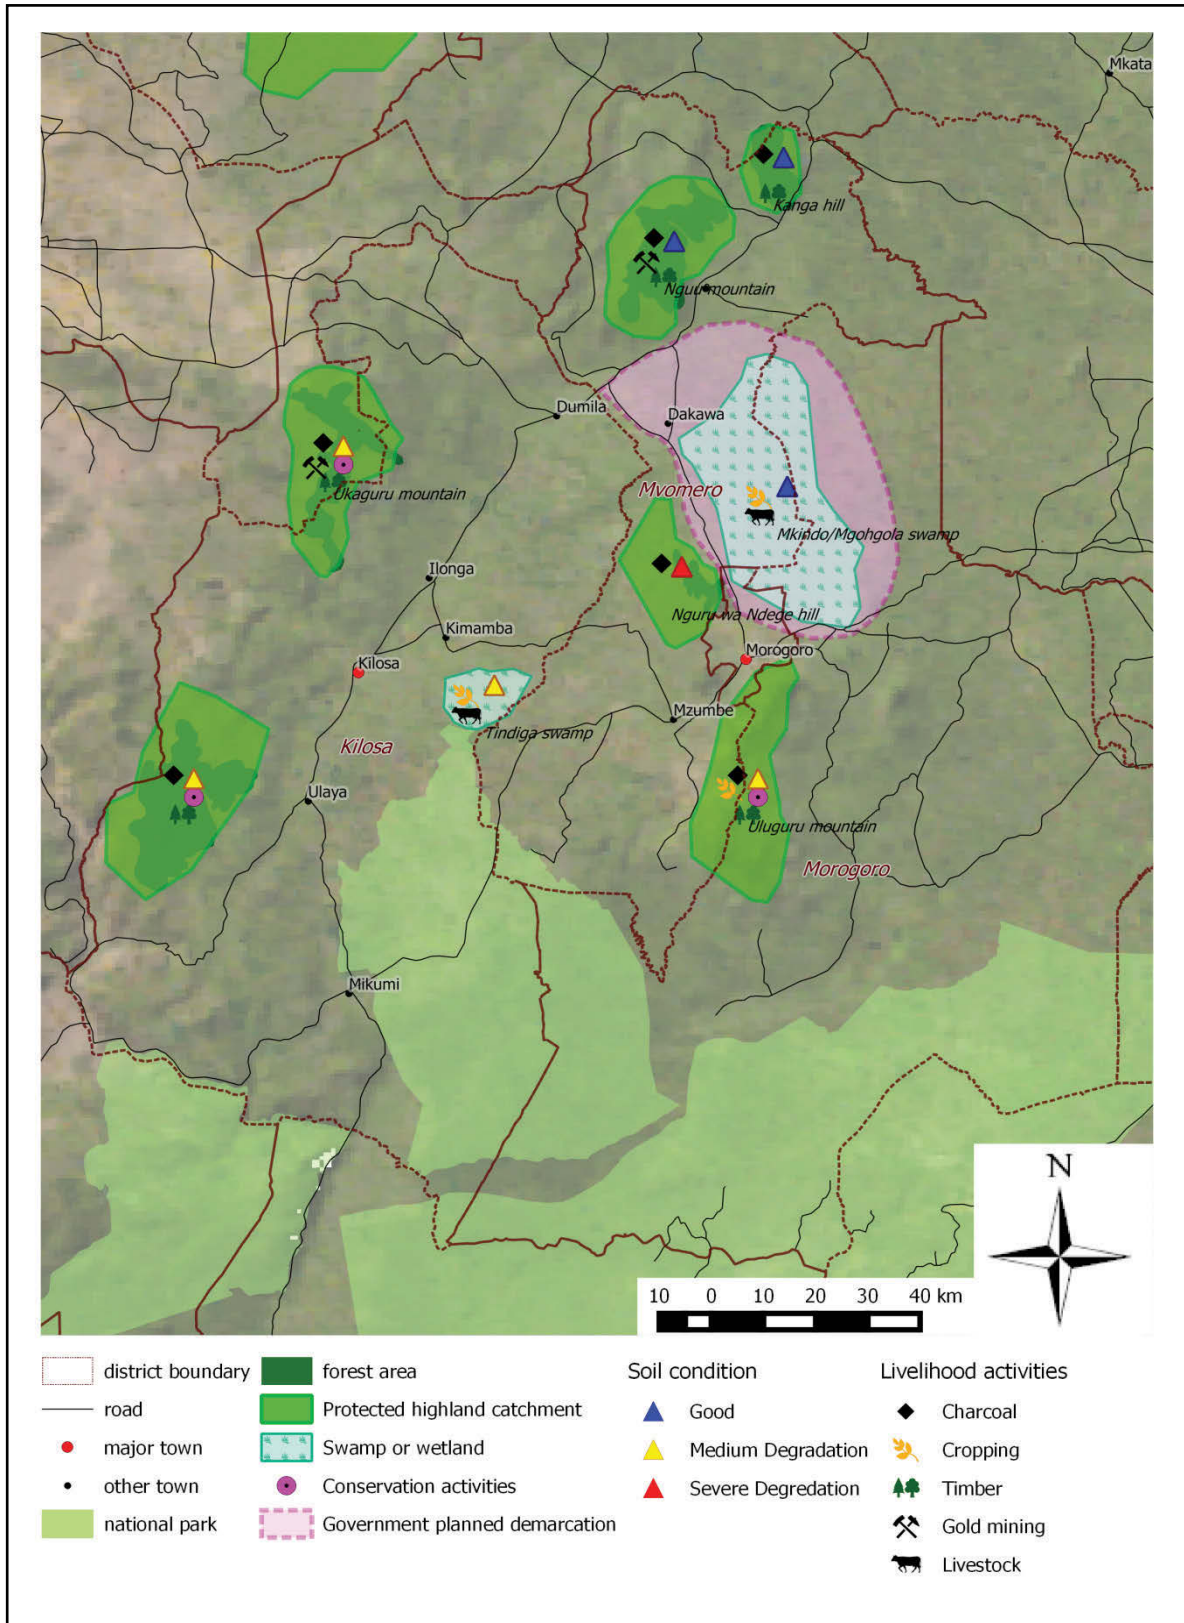 Mkata
Kanga hill
Nguu mountain
Dumila
Dakawa
Ukaguru mountain
Mvomero
Mkindo/Mgohgola swamp
Ilonga
Nguru wa Ndege hill
Kimamba
Morogoro
Kilosa
Mzumbe
Tindiga swamp
Kilosa
Ulaya
Uluguru mountain
Morogoro
Mikumi
N
10 0 10 20 30 40 km
district boundary
road
major town
other town
national park
forest area
Protected highland catchment
Swamp or wetland
Conservation activities
Government planned demarcation
Soil condition
Good
Medium Degradation
Severe Degredation
Livelihood activities
Charcoal
Cropping
Timber
Gold mining
Livestock